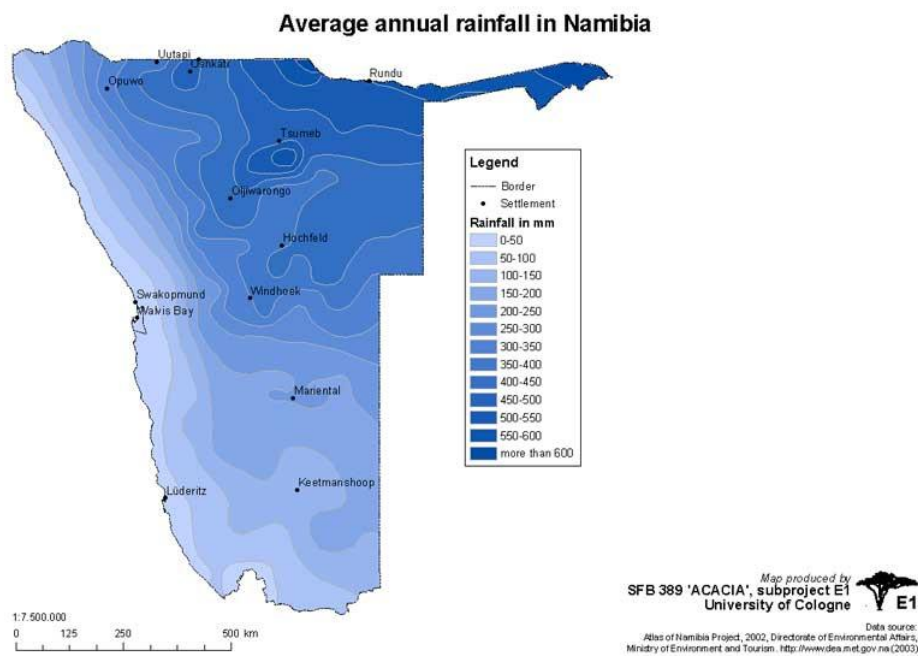 Average annual rainfall in Namibia
Uutapi
Oshkati
Opuwo
Rundu
Tsumeb
Oljiwarongo
Hochfeld
Windhoek
Swakopmund
Walvis Bay
Mariental
Keetmanshoop
Lüderitz
Legend
Border
Settlement
Rainfall in mm
0-50
50-100
100-150
150-200
200-250
250-300
300-350
350-400
400-450
450-500
500-550
550-600
more than 600
1:7.500.000
0 125 250 500 km
Map produced by
SFB 389 'ACACIA', subproject E1
University of Cologne
E1
Data source:
Atlas of Namibia Project, 2002, Directorate of Environmental Affairs,
Ministry of Environment and Tourism. http://www.dea.met.gov.na (2003)